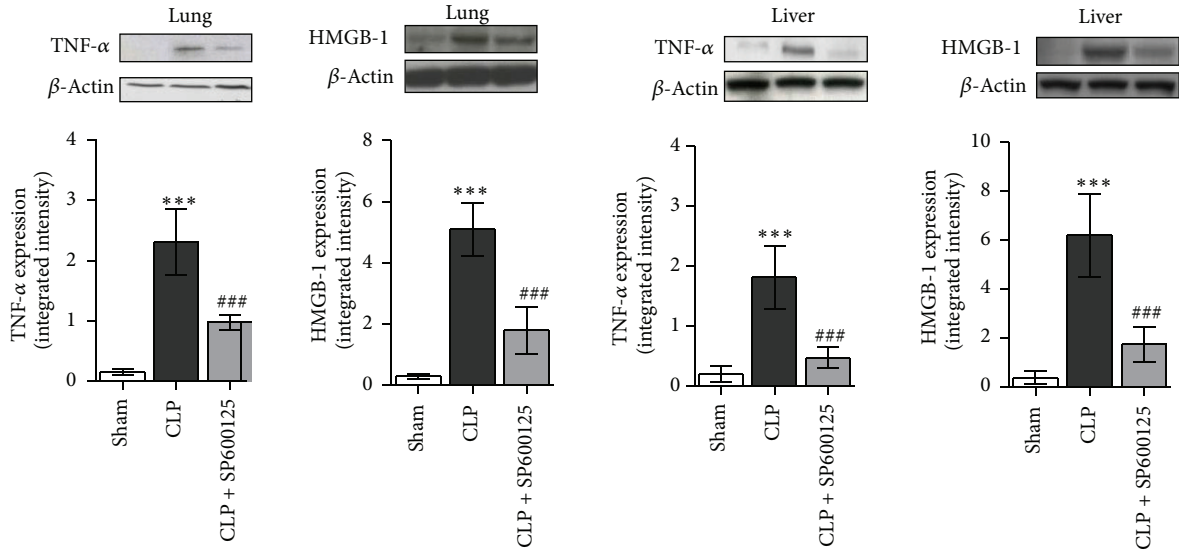 Lung
TNF-α
β-Actin
4
3
2
1
0
TNF-α expression
(integrated intensity)
***
###
Sham
CLP
CLP + SP600125
Lung
HMGB-1
β-Actin
8
6
4
2
0
HMGB-1 expression
(integrated intensity)
***
###
Sham
CLP
CLP + SP600125
Liver
TNF-α
β-Actin
4
3
2
1
0
TNF-α expression
(integrated intensity)
***
###
Sham
CLP
CLP + SP600125
Liver
HMGB-1
β-Actin
10
8
6
4
2
0
HMGB-1 expression
(integrated intensity)
***
###
Sham
CLP
CLP + SP600125